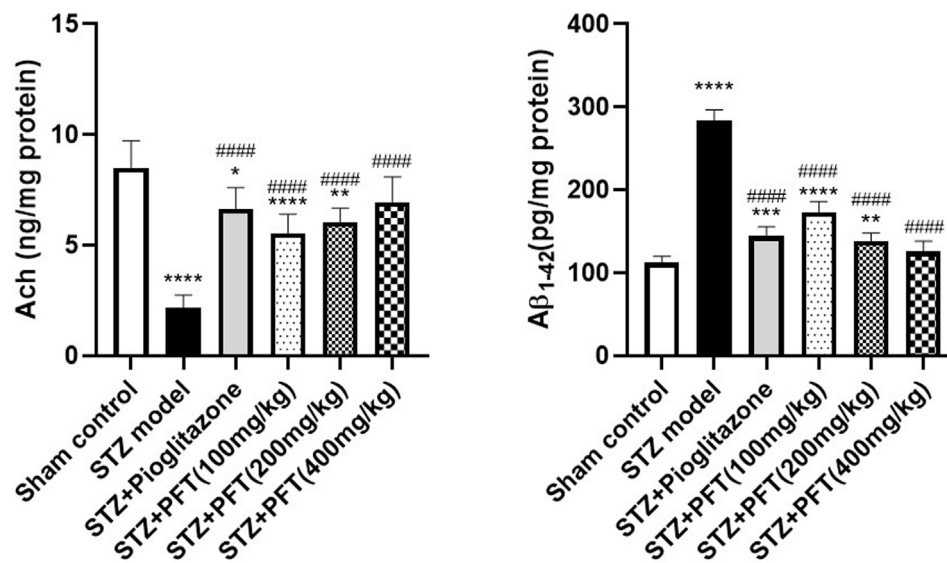 Ach (ng/mg protein)
15
10
5
0
****
####
*
####
****
####
**
####
Sham control
STZ model
STZ+Pioglitazone
STZ+PFT(100mg/kg)
STZ+PFT(200mg/kg)
STZ+PFT(400mg/kg)
Aβ1-42(pg/mg protein)
400
300
200
100
0
****
####
***
####
****
####
**
####
Sham control
STZ model
STZ+Pioglitazone
STZ+PFT(100mg/kg)
STZ+PFT(200mg/kg)
STZ+PFT(400mg/kg)